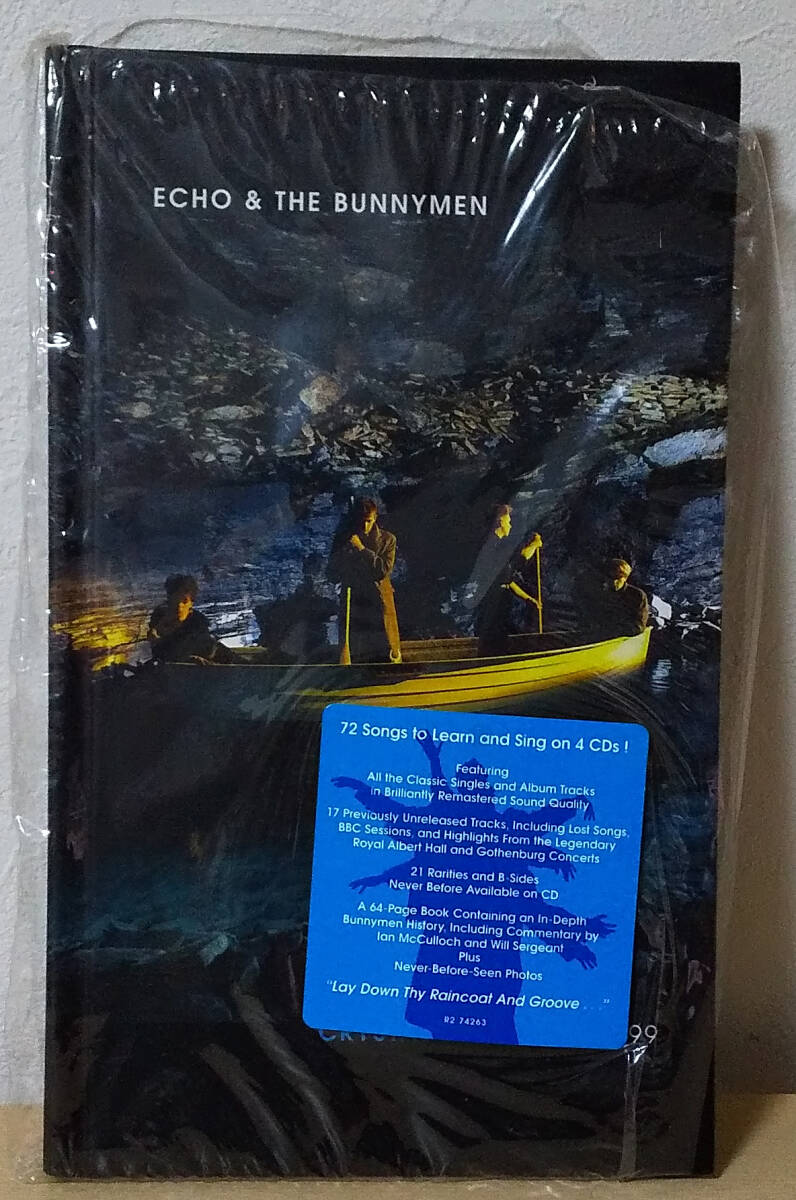 ECHO & THE BUNNYMEN
72 Songs to Learn and Sing on 4 CDs !
Featuring
All the Classic Singles and Album Tracks
in Brilliantly Remastered Sound Quality
17 Previously Unreleased Tracks, Including Lost Songs,
BBC Sessions, and Highlights From the Legendary
Royal Albert Hall and Gothenburg Concerts
21 Rarities and B-Sides
Never Before Available on CD
A 64-Page Book Containing an In-Depth
Bunnymen History, Including Commentary by
Ian McCulloch and Will Sergeant
Plus
Never-Before-Seen Photos
"Lay Down Thy Raincoat And Groove . . ."
R2 74263
99